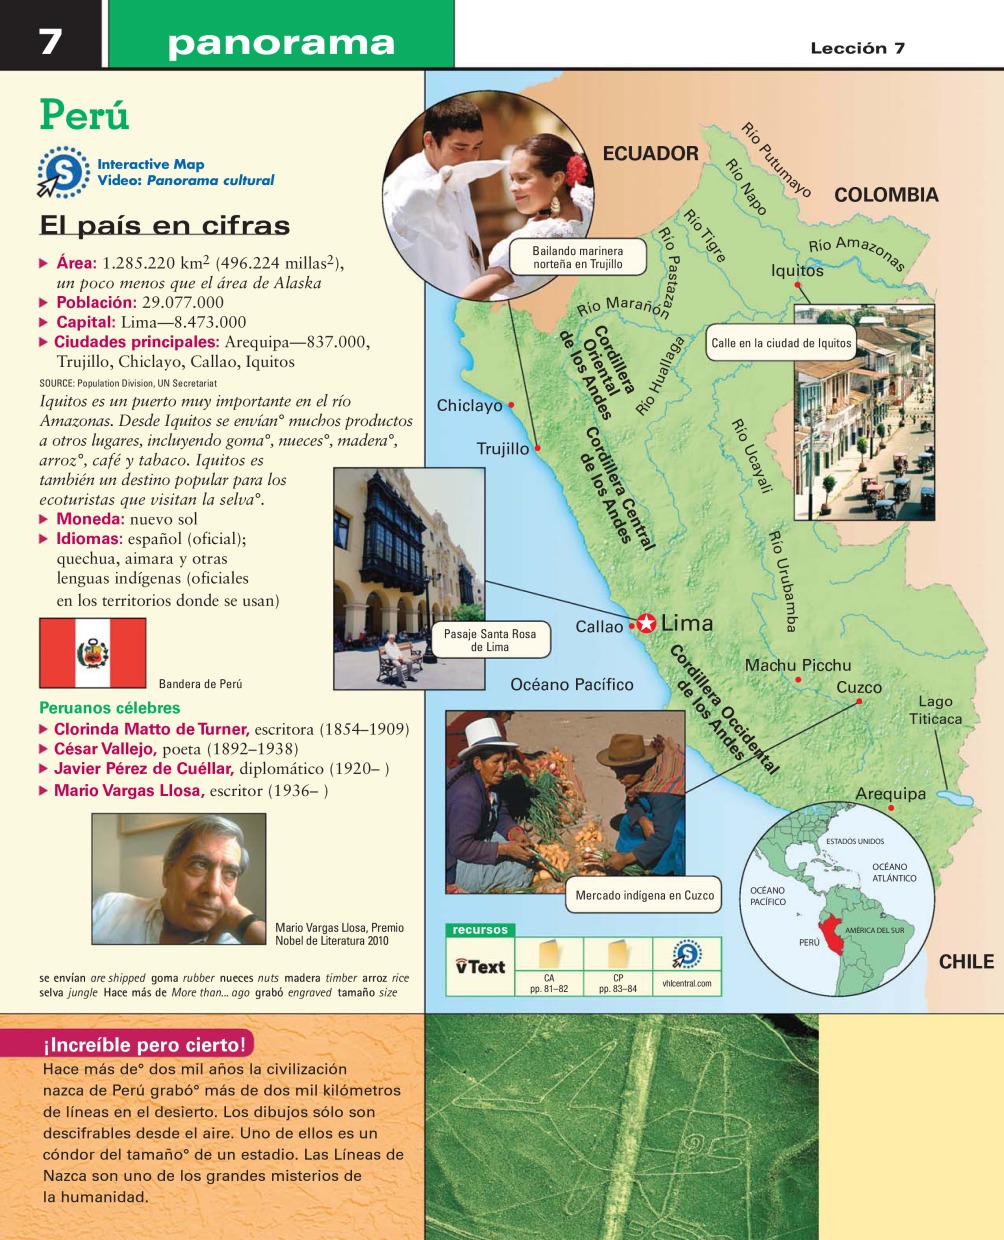 7
panorama
Lección 7
Perú
Interactive Map
Video: Panorama cultural
El país en cifras
Área: 1.285.220 km2 (496.224 millas2),
un poco menos que el área de Alaska
Población: 29.077.000
Capital: Lima—8.473.000
Ciudades principales: Arequipa—837.000,
Trujillo, Chiclayo, Callao, Iquitos
SOURCE: Population Division, UN Secretariat
Iquitos es un puerto muy importante en el río
Amazonas. Desde Iquitos se envían° muchos productos
a otros lugares, incluyendo goma°, nueces°, madera°,
arroz°, café y tabaco. Iquitos es
también un destino popular para los
ecoturistas que visitan la selva°.
Moneda: nuevo sol
Idiomas: español (oficial);
quechua, aimara y otras
lenguas indígenas (oficiales
en los territorios donde se usan)
Bandera de Perú
Peruanos célebres
Clorinda Matto de Turner, escritora (1854–1909)
César Vallejo, poeta (1892–1938)
Javier Pérez de Cuéllar, diplomático (1920– )
Mario Vargas Llosa, escritor (1936– )
Mario Vargas Llosa, Premio
Nobel de Literatura 2010
se envían are shipped goma rubber nueces nuts madera timber arroz rice
selva jungle Hace más de More than... ago grabó engraved tamaño size
ECUADOR
COLOMBIA
Río Putumayo
Río Napo
Río Tigre
Río Pastaza
Río Amazonas
Iquitos
Bailando marinera
norteña en Trujillo
Río Marañón
Calle en la ciudad de Iquitos
Cordillera
Oriental
de los Andes
Río Huallaga
Chiclayo
Trujillo
Cordillera Central
de los Andes
Río Ucayali
Río Urubamba
Callao
Lima
Pasaje Santa Rosa
de Lima
Océano Pacífico
Cordillera Occidental
de los Andes
Machu Picchu
Cuzco
Lago
Titicaca
Arequipa
Mercado indígena en Cuzco
ESTADOS UNIDOS
OCÉANO
ATLÁNTICO
OCÉANO
PACÍFICO
AMÉRICA DEL SUR
PERÚ
CHILE
recursos
vText
CA
pp. 81–82
CP
pp. 83–84
vhlcentral.com
¡Increíble pero cierto!
Hace más de° dos mil años la civilización
nazca de Perú grabó° más de dos mil kilómetros
de líneas en el desierto. Los dibujos sólo son
descifrables desde el aire. Uno de ellos es un
cóndor del tamaño° de un estadio. Las Líneas de
Nazca son uno de los grandes misterios de
la humanidad.